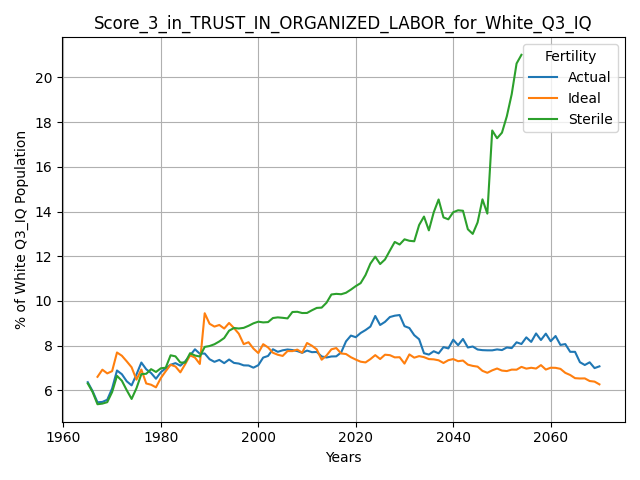 Score_3_in_TRUST_IN_ORGANIZED_LABOR_for_White_Q3_IQ
Fertility
Actual
Ideal
Sterile
% of White Q3_IQ Population
20
18
16
14
12
10
8
6
1960
1980
2000
2020
2040
2060
Years